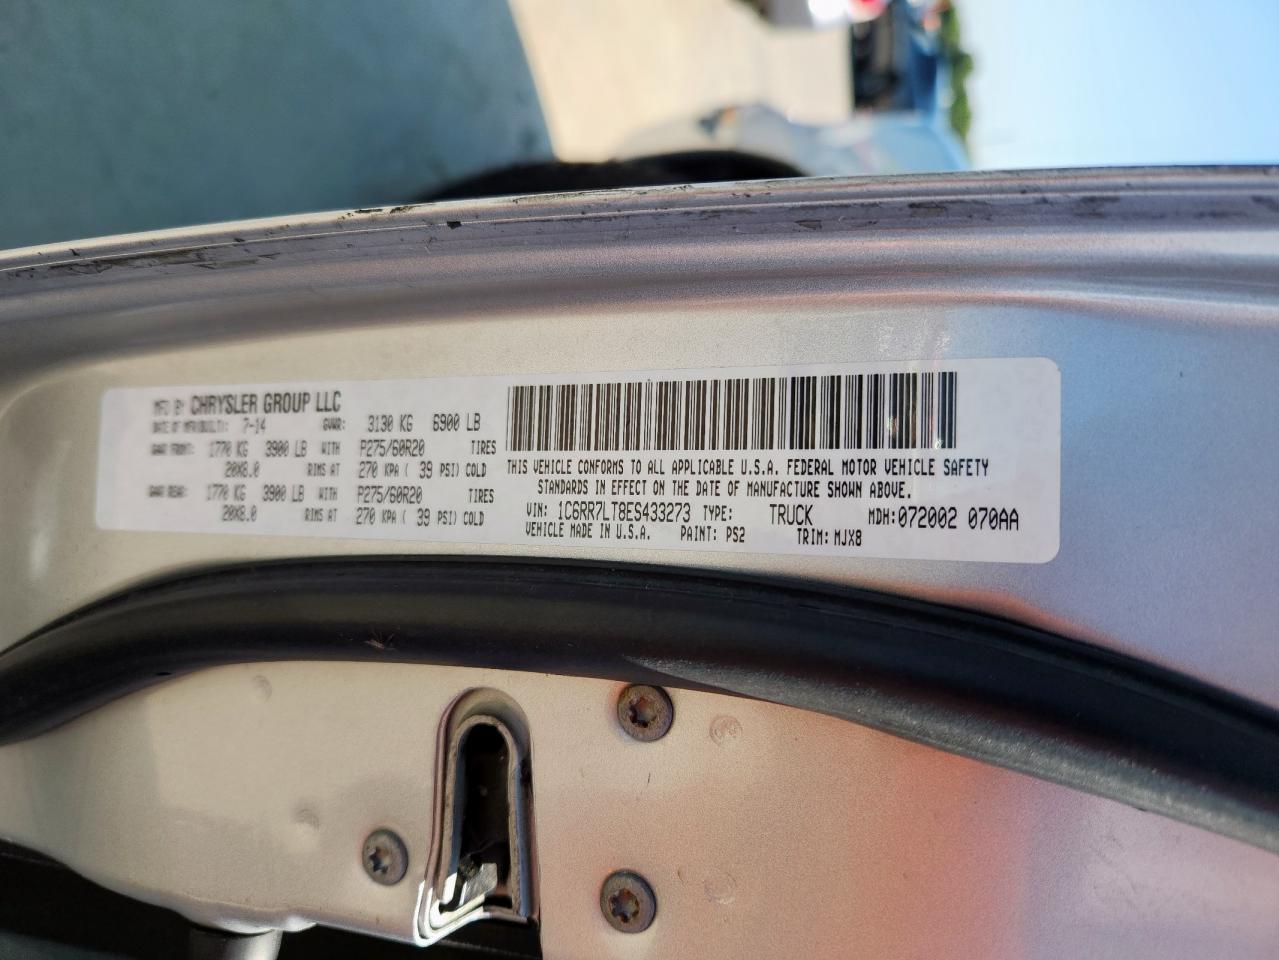 MFD BY CHRYSLER GROUP LLC
DATE OF MFR(BUILT: 7-14 GVWR: 3130 KG 6900 LB
GAWR FRONT: 1770 KG 3900 LB WITH P275/60R20 TIRES
20X8.0 RIMS AT 270 KPA ( 39 PSI) COLD
GAWR REAR: 1770 KG 3900 LB WITH P275/60R20 TIRES
20X8.0 RIMS AT 270 KPA ( 39 PSI) COLD
THIS VEHICLE CONFORMS TO ALL APPLICABLE U.S.A. FEDERAL MOTOR VEHICLE SAFETY
STANDARDS IN EFFECT ON THE DATE OF MANUFACTURE SHOWN ABOVE.
VIN: 1C6RR7LT8ES433273 TYPE: TRUCK MDH: 072002 070AA
VEHICLE MADE IN U.S.A. PAINT: PS2 TRIM: MJX8